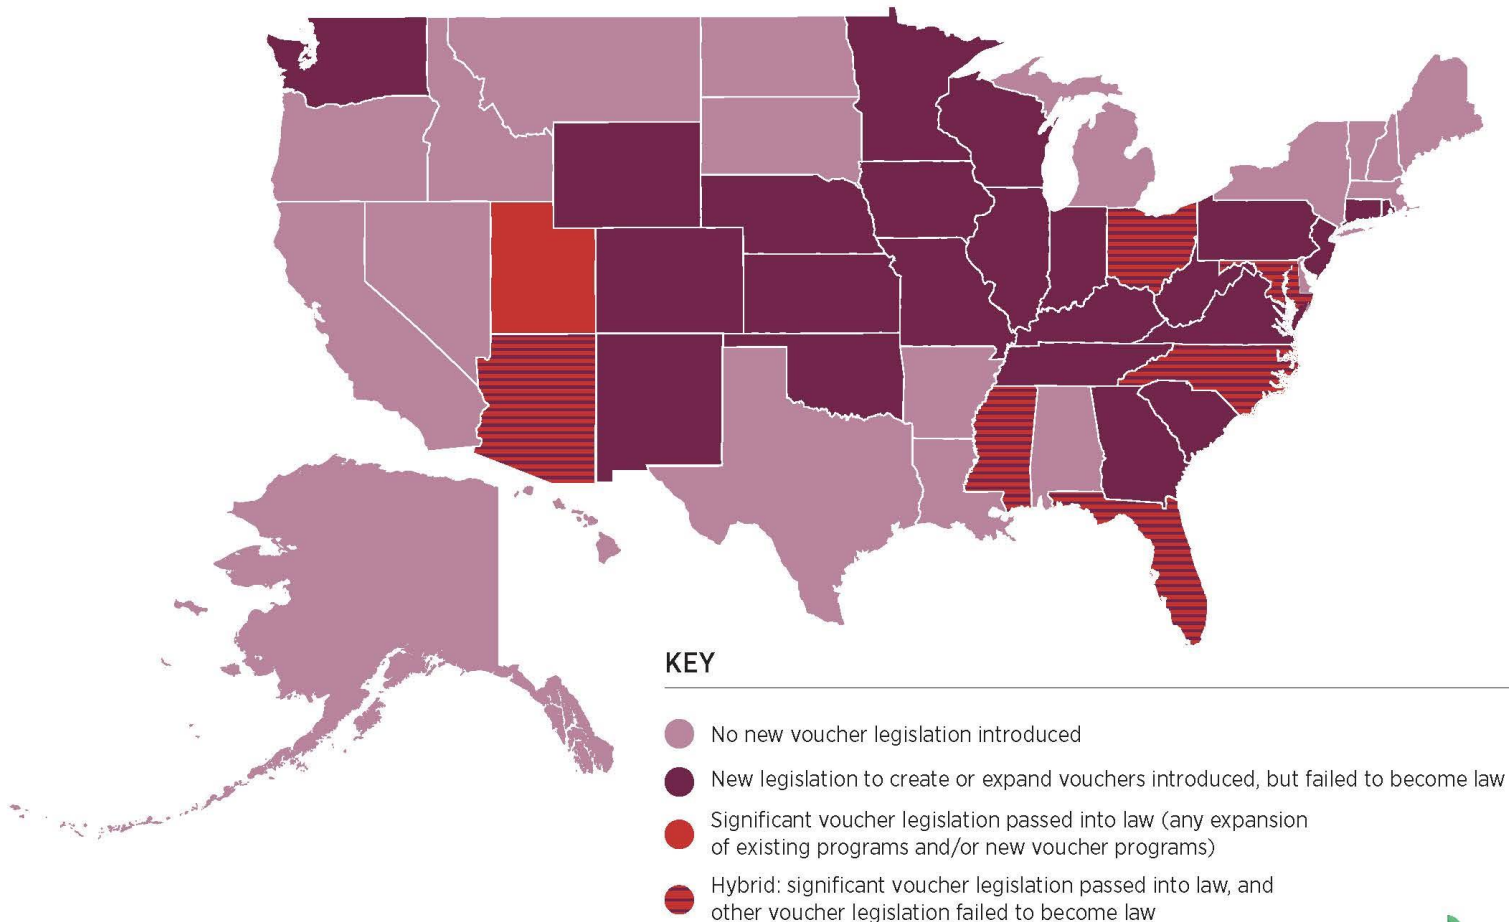 KEY
No new voucher legislation introduced
New legislation to create or expand vouchers introduced, but failed to become law
Significant voucher legislation passed into law (any expansion
of existing programs and/or new voucher programs)
Hybrid: significant voucher legislation passed into law, and
other voucher legislation failed to become law